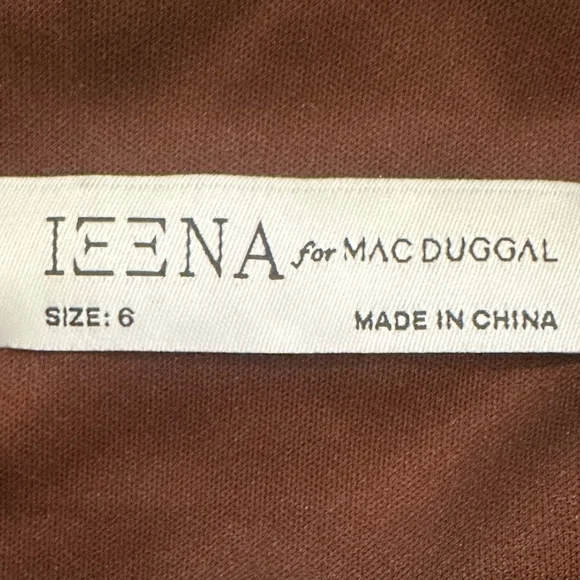 IEENA for MAC DUGGAL
SIZE: 6 MADE IN CHINA